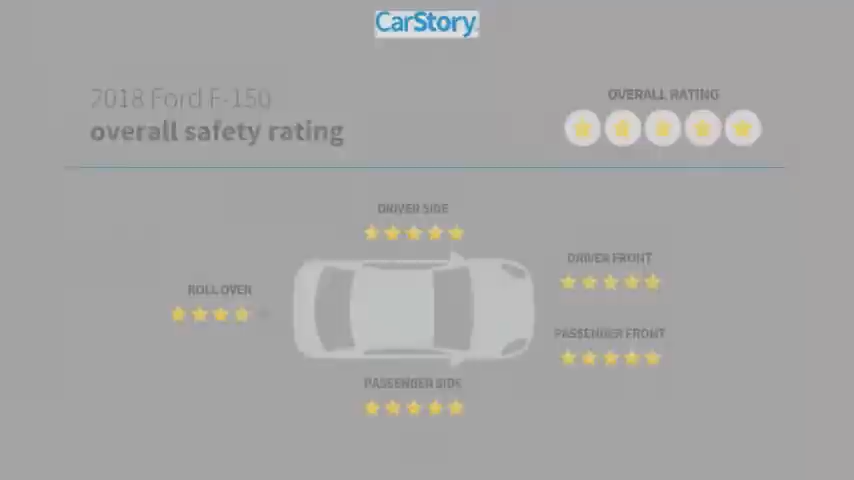 CarStory
2018 Ford F-150
overall safety rating
OVERALL RATING
DRIVER SIDE
DRIVER FRONT
ROLL OVER
PASSENGER FRONT
PASSENGER SIDE